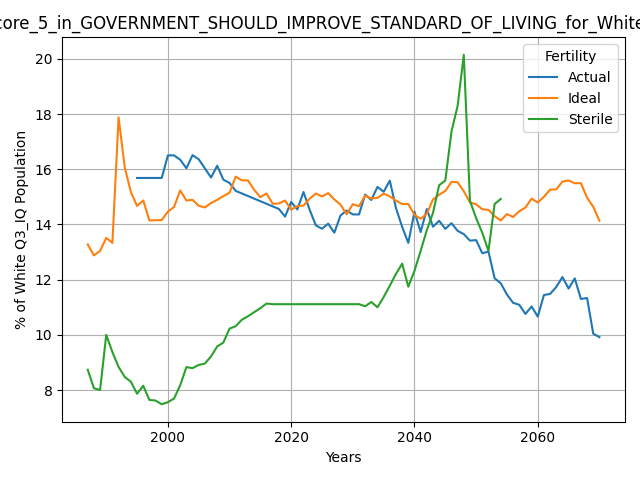 core_5_in_GOVERNMENT_SHOULD_IMPROVE_STANDARD_OF_LIVING_for_White
Fertility
Actual
Ideal
Sterile
% of White Q3_IQ Population
20
18
16
14
12
10
8
2000
2020
2040
2060
Years